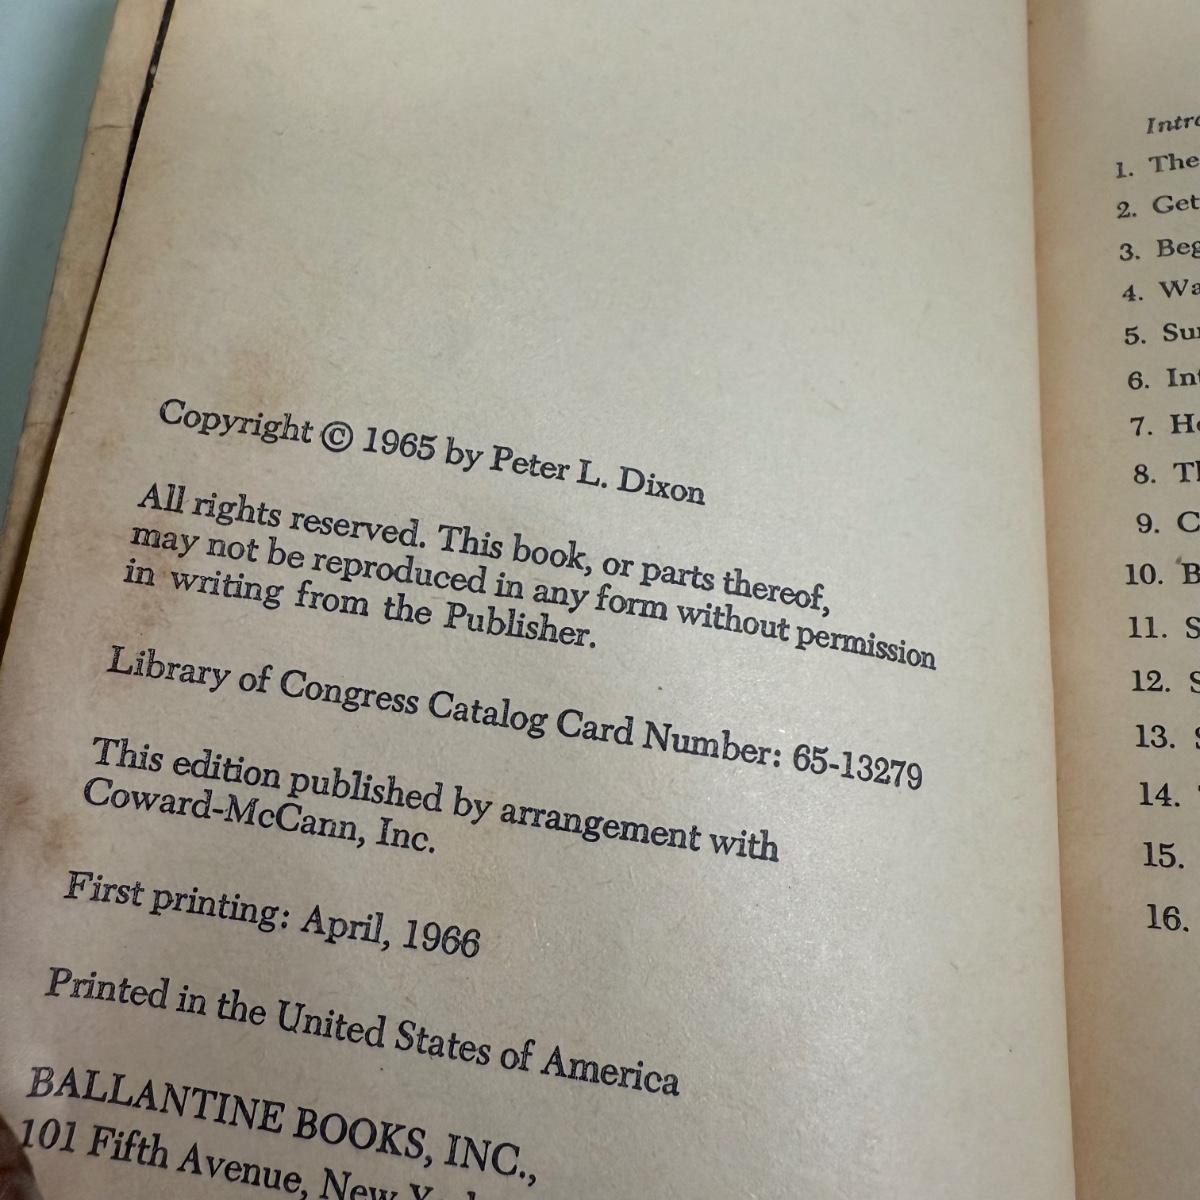 Copyright © 1965 by Peter L. Dixon
All rights reserved. This book, or parts thereof,
may not be reproduced in any form without permission
in writing from the Publisher.
Library of Congress Catalog Card Number: 65-13279
This edition published by arrangement with
Coward-McCann, Inc.
First printing: April, 1966
Printed in the United States of America
BALLANTINE BOOKS, INC.,
101 Fifth Avenue, New
1. The
2.
3.
4.
5.
6.
7.
8.
9.
10.
11.
12.
13.
14.
15.
16.